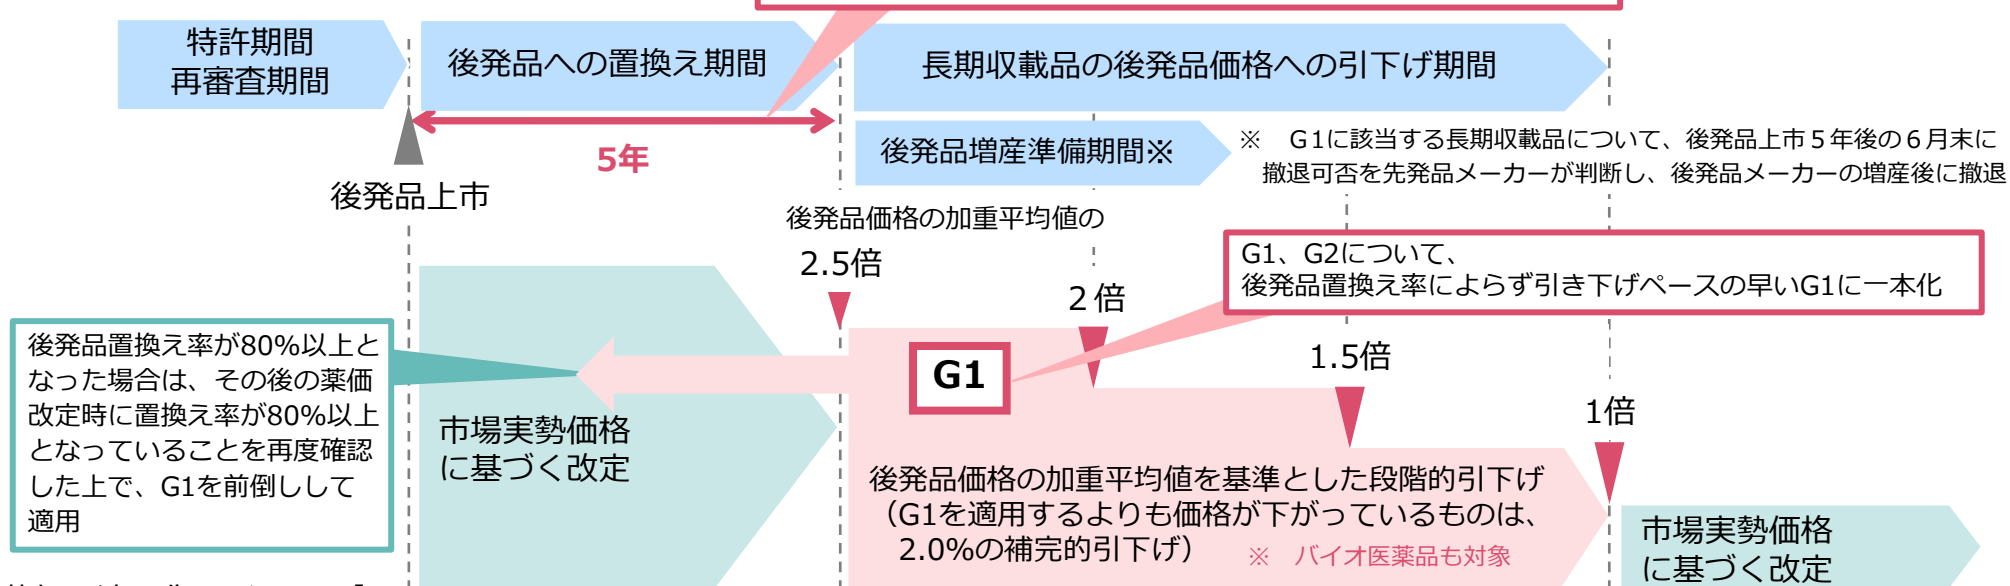 特許期間
再審査期間
後発品への置換え期間
長期収載品の後発品価格への引下げ期間
5年
後発品増産準備期間※
※　G1に該当する長期収載品について、後発品上市５年後の６月末に
撤退可否を先発品メーカーが判断し、後発品メーカーの増産後に撤退
後発品上市
後発品価格の加重平均値の
2.5倍
２倍
G1、G2について、
後発品置換え率によらず引き下げペースの早いG1に一本化
1.5倍
1倍
後発品置換え率が80%以上と
なった場合は、その後の薬価
改定時に置換え率が80%以上
となっていることを再度確認
した上で、G1を前倒しして
適用
G1
市場実勢価格
に基づく改定
後発品価格の加重平均値を基準とした段階的引下げ
（G1を適用するよりも価格が下がっているものは、
2.0%の補完的引下げ）
※　バイオ医薬品も対象
市場実勢価格
に基づく改定